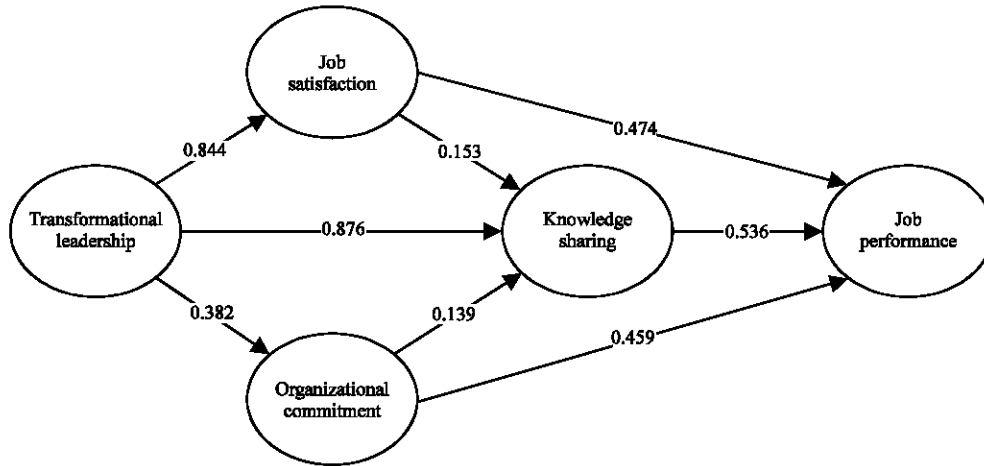 Job
satisfaction
0.474
0.844
0.153
Transformational
leadership
0.876
Knowledge
sharing
0.536
Job
performance
0.382
0.139
0.459
Organizational
commitment